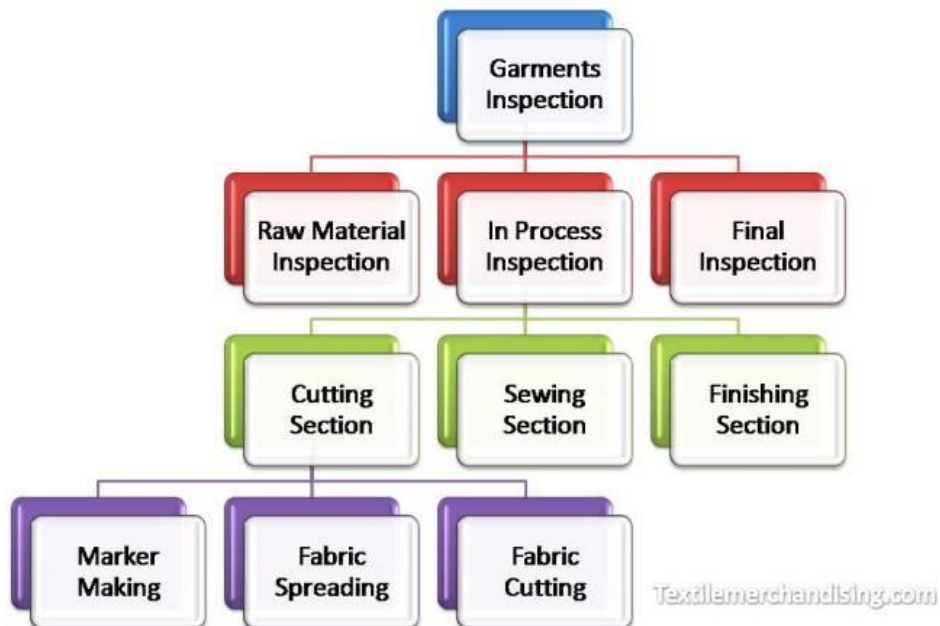 Garments
Inspection
Raw Material
Inspection
In Process
Inspection
Final
Inspection
Cutting
Section
Sewing
Section
Finishing
Section
Marker
Making
Fabric
Spreading
Fabric
Cutting
Textilemerchandising.com